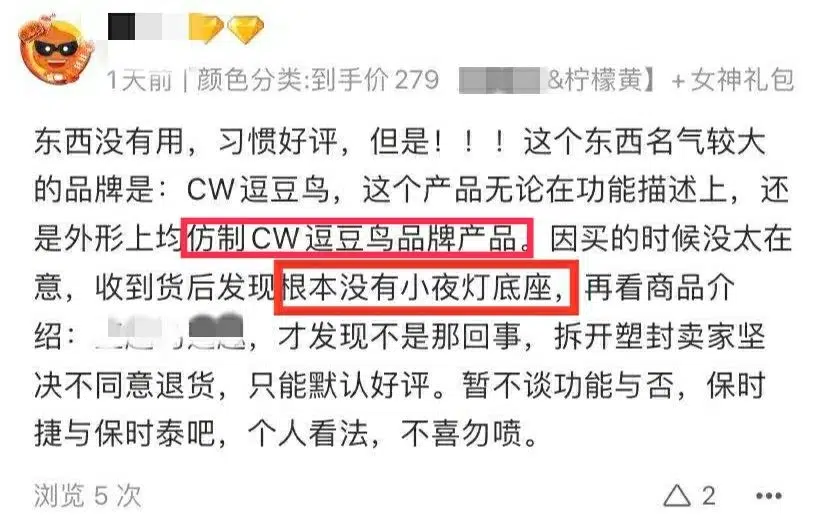 1天前 | 颜色分类:到手价279 &柠檬黄】+女神礼包
东西没有用，习惯好评，但是！！！这个东西名气较大
的品牌是：CW逗豆鸟，这个产品无论在功能描述上，还
是外形上均仿制CW逗豆鸟品牌产品。因买的时候没太在
意，收到货后发现根本没有小夜灯底座，再看商品介
绍：，才发现不是那回事，拆开塑封卖家坚
决不同意退货，只能默认好评。暂不谈功能与否，保时
捷与保时泰吧，个人看法，不喜勿喷。
浏览 5 次
2